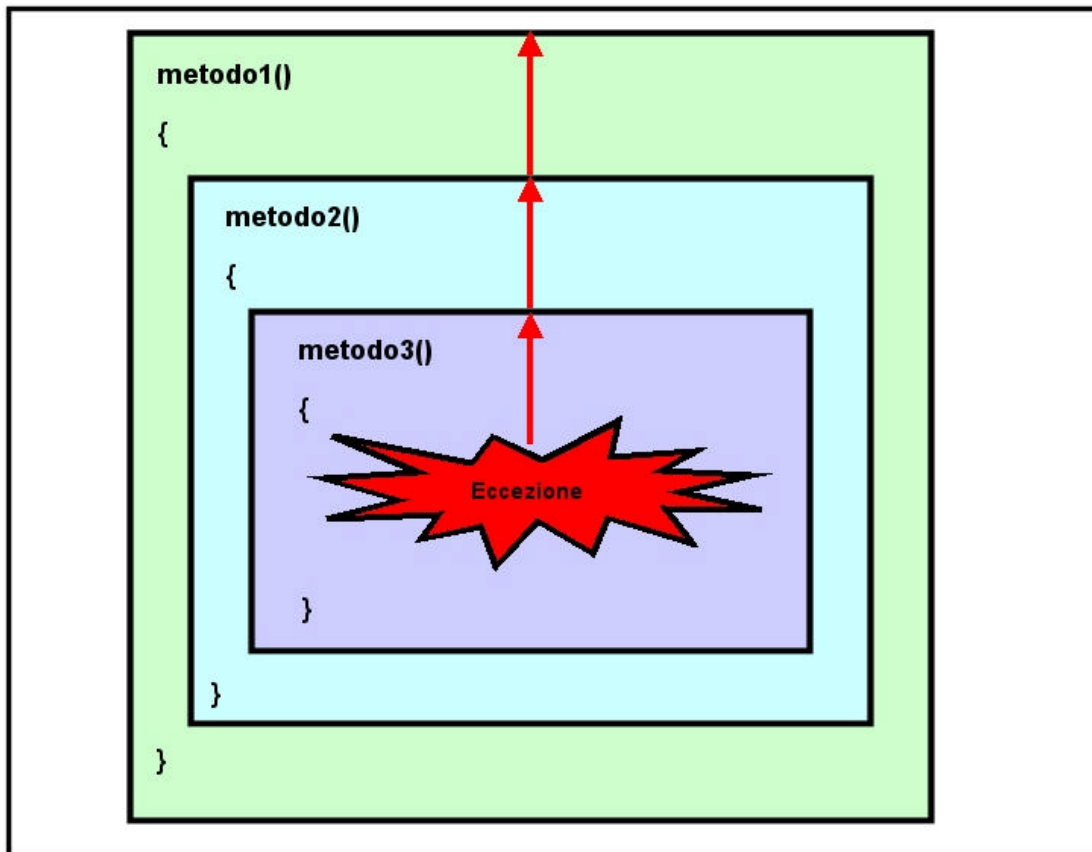 metodo1()
{
metodo2()
{
metodo3()
{
Eccezione
}
}
}